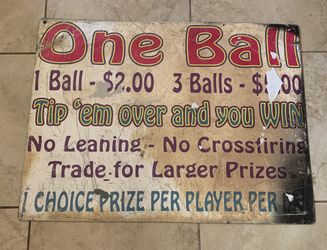 One Ball
1 Ball - $2.00 3 Balls - $ .00
Tip 'em over and you WIN
No Leaning - No Crossfiring
Trade for Larger Prizes
1 CHOICE PRIZE PER PLAYER PER